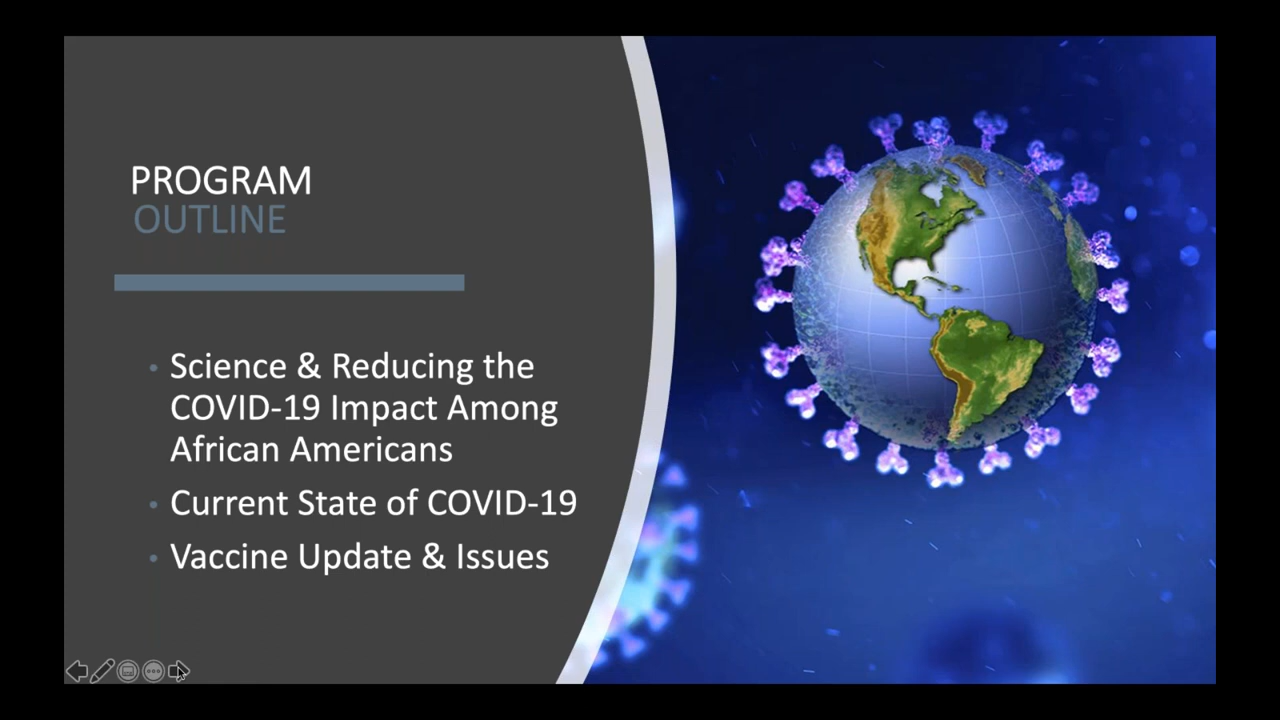 PROGRAM
OUTLINE
• Science & Reducing the
COVID-19 Impact Among
African Americans
• Current State of COVID-19
• Vaccine Update & Issues